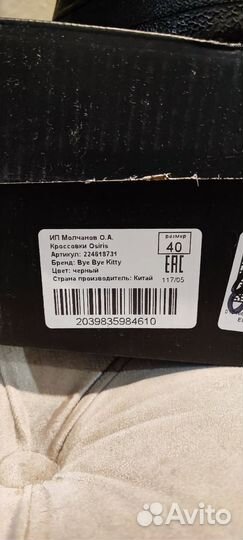 ИП Молчанов О.А.
Кроссовки Osiris
Артикул: 224618731
Бренд: Bye Bye Kitty
Цвет: черный
Страна производитель: Китай
размер
40
EAC
117/05
2039835984610
Avito